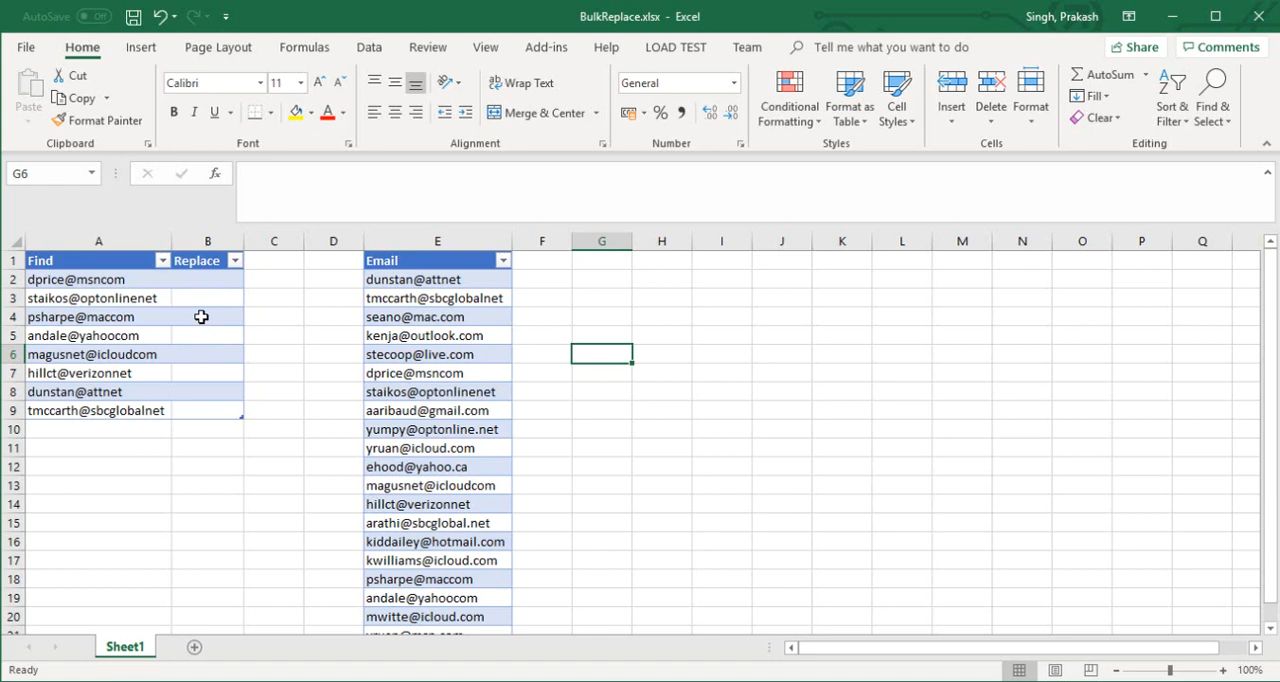 AutoSave Off BulkReplace.xlsx - Excel Singh, Prakash
File Home Insert Page Layout Formulas Data Review View Add-ins Help LOAD TEST Team Tell me what you want to do Share Comments
Paste Cut Copy Format Painter Clipboard
Calibri 11 A A B I U A Font
Wrap Text Merge & Center Alignment
General % Number
Conditional Formatting Format as Table Cell Styles Styles
Insert Delete Format Cells
AutoSum Fill Clear Sort & Filter Find & Select Editing
G6 fx
A B C D E F G H I J K L M N O P Q
1 Find Replace Email
2 dprice@msncom dunstan@attnet
3 staikos@optonlinenet tmccarth@sbcglobalnet
4 psharpe@maccom seano@mac.com
5 andale@yahoocom kenja@outlook.com
6 magusnet@icloudcom stecoop@live.com
7 hillct@verizonnet dprice@msncom
8 dunstan@attnet staikos@optonlinenet
9 tmccarth@sbcglobalnet aaribaud@gmail.com
10 yumpy@optonline.net
11 yruan@icloud.com
12 ehood@yahoo.ca
13 magusnet@icloudcom
14 hillct@verizonnet
15 arathi@sbcglobal.net
16 kiddailey@hotmail.com
17 kwilliams@icloud.com
18 psharpe@maccom
19 andale@yahoocom
20 mwitte@icloud.com
Sheet1
Ready 100%